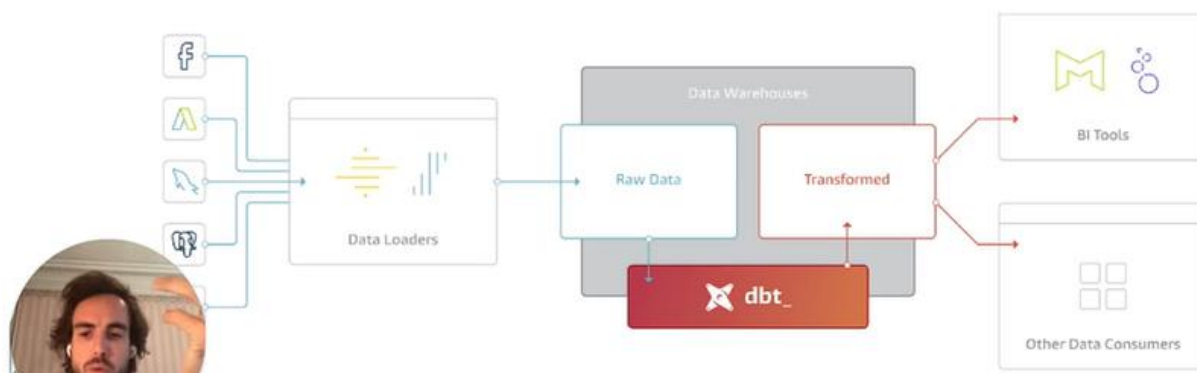 Data Warehouses
Data Loaders
Raw Data
Transformed
dbt_
BI Tools
Other Data Consumers